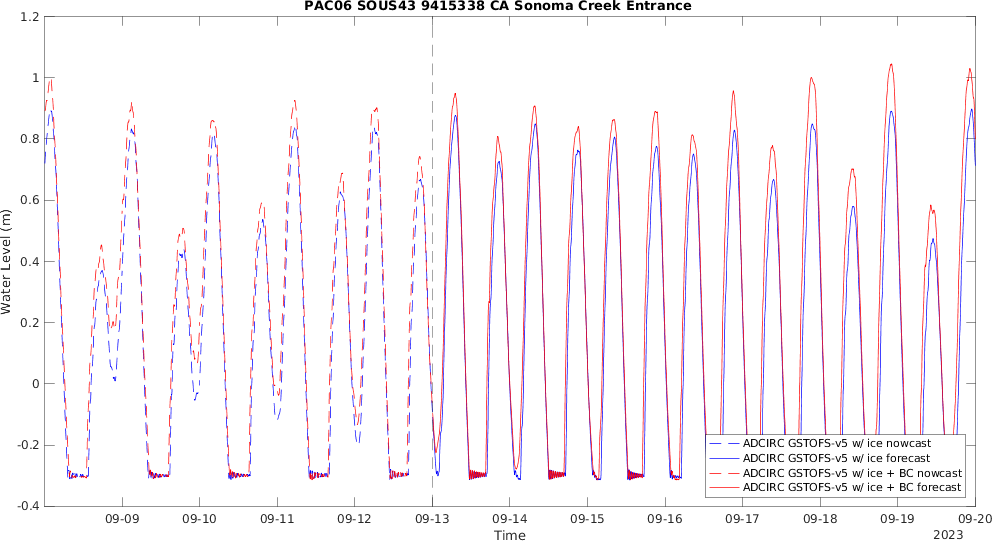 PAC06 SOUS43 9415338 CA Sonoma Creek Entrance
1.2
1
0.8
0.6
0.4
0.2
0
-0.2
-0.4
Water Level (m)
ADCIRC GSTOFS-v5 w/ ice nowcast
ADCIRC GSTOFS-v5 w/ ice forecast
ADCIRC GSTOFS-v5 w/ ice + BC nowcast
ADCIRC GSTOFS-v5 w/ ice + BC forecast
09-09 09-10 09-11 09-12 09-13 09-14 09-15 09-16 09-17 09-18 09-19 09-20
Time
2023